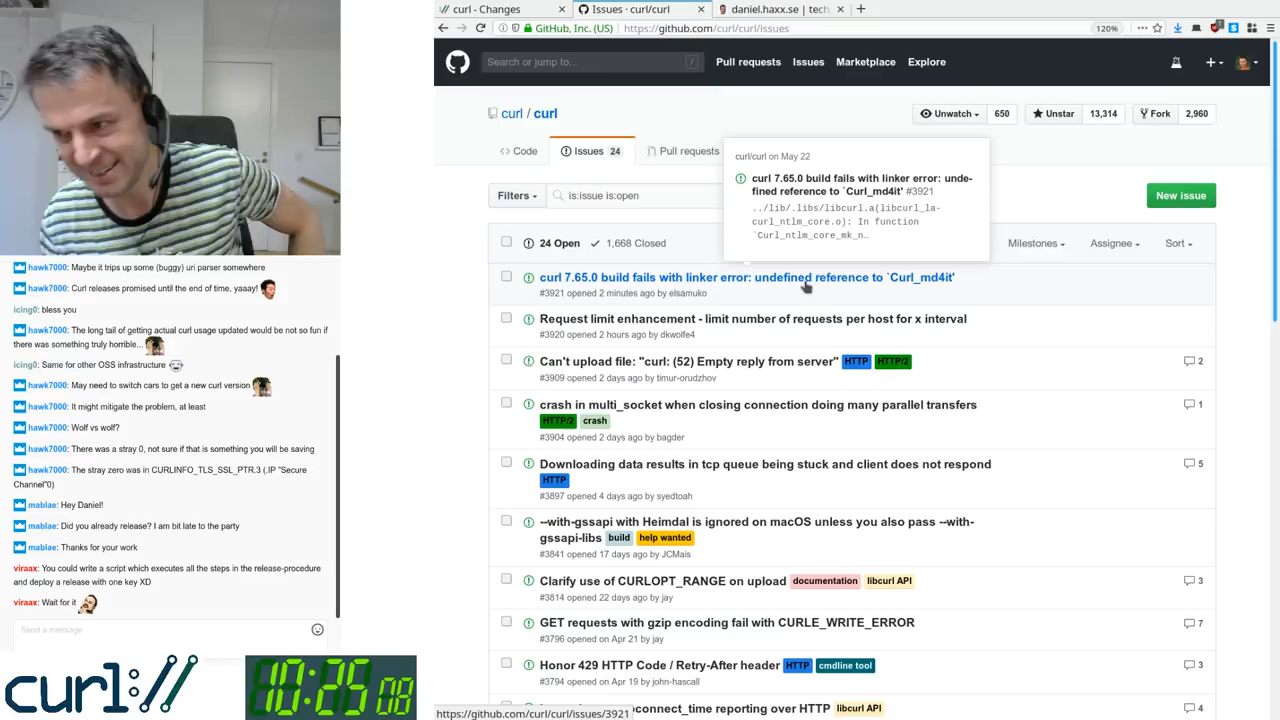 curl - Changes
Issues · curl/curl
daniel.haxx.se | tech,
GitHub, Inc. (US)
https://github.com/curl/curl/issues
120%
Search or jump to...
/
Pull requests
Issues
Marketplace
Explore
curl / curl
Unwatch
650
Unstar
13,314
Fork
2,960
Code
Issues 24
Pull requests
curl/curl on May 22
curl 7.65.0 build fails with linker error: unde-
fined reference to `Curl_md4it' #3921
../lib/.libs/libcurl.a(libcurl_la-
curl_ntlm_core.o): In function
`Curl_ntlm_core_mk_n…
Filters
is:issue is:open
New issue
24 Open
1,668 Closed
Milestones
Assignee
Sort
curl 7.65.0 build fails with linker error: undefined reference to `Curl_md4it'
#3921 opened 2 minutes ago by elsamuko
Request limit enhancement - limit number of requests per host for x interval
#3920 opened 2 hours ago by dkwolfe4
Can't upload file: "curl: (52) Empty reply from server" HTTP HTTP/2
2
#3909 opened 2 days ago by timur-orudzhov
crash in multi_socket when closing connection doing many parallel transfers
1
HTTP/2 crash
#3904 opened 2 days ago by bagder
Downloading data results in tcp queue being stuck and client does not respond
5
HTTP
#3897 opened 4 days ago by syedtoah
--with-gssapi with Heimdal is ignored on macOS unless you also pass --with-
gssapi-libs build help wanted
#3841 opened 17 days ago by JCMais
Clarify use of CURLOPT_RANGE on upload documentation libcurl API
3
#3814 opened 22 days ago by jay
GET requests with gzip encoding fail with CURLE_WRITE_ERROR
7
#3796 opened on Apr 21 by jay
Honor 429 HTTP Code / Retry-After header HTTP cmdline tool
3
#3794 opened on Apr 19 by john-hascall
connect_time reporting over HTTP libcurl API
4
https://github.com/curl/curl/issues/3921
hawk7000: Maybe it trips up some (buggy) uri parser somewhere
hawk7000: Curl releases promised until the end of time, yaaay!
icing0: bless you
hawk7000: The long tail of getting actual curl usage updated would be not so fun if
there was something truly horrible...
icing0: Same for other OSS infrastructure
hawk7000: May need to switch cars to get a new curl version
hawk7000: It might mitigate the problem, at least
hawk7000: Wolf vs wolf?
hawk7000: There was a stray 0, not sure if that is something you will be saving
hawk7000: The stray zero was in CURLINFO_TLS_SSL_PTR.3 (.IP "Secure
Channel"0)
mablae: Hey Daniel!
mablae: Did you already release? I am bit late to the party
mablae: Thanks for your work
viraax: You could write a script which executes all the steps in the release-procedure
and deploy a release with one key XD
viraax: Wait for it
Send a message
curl://
10:25 08